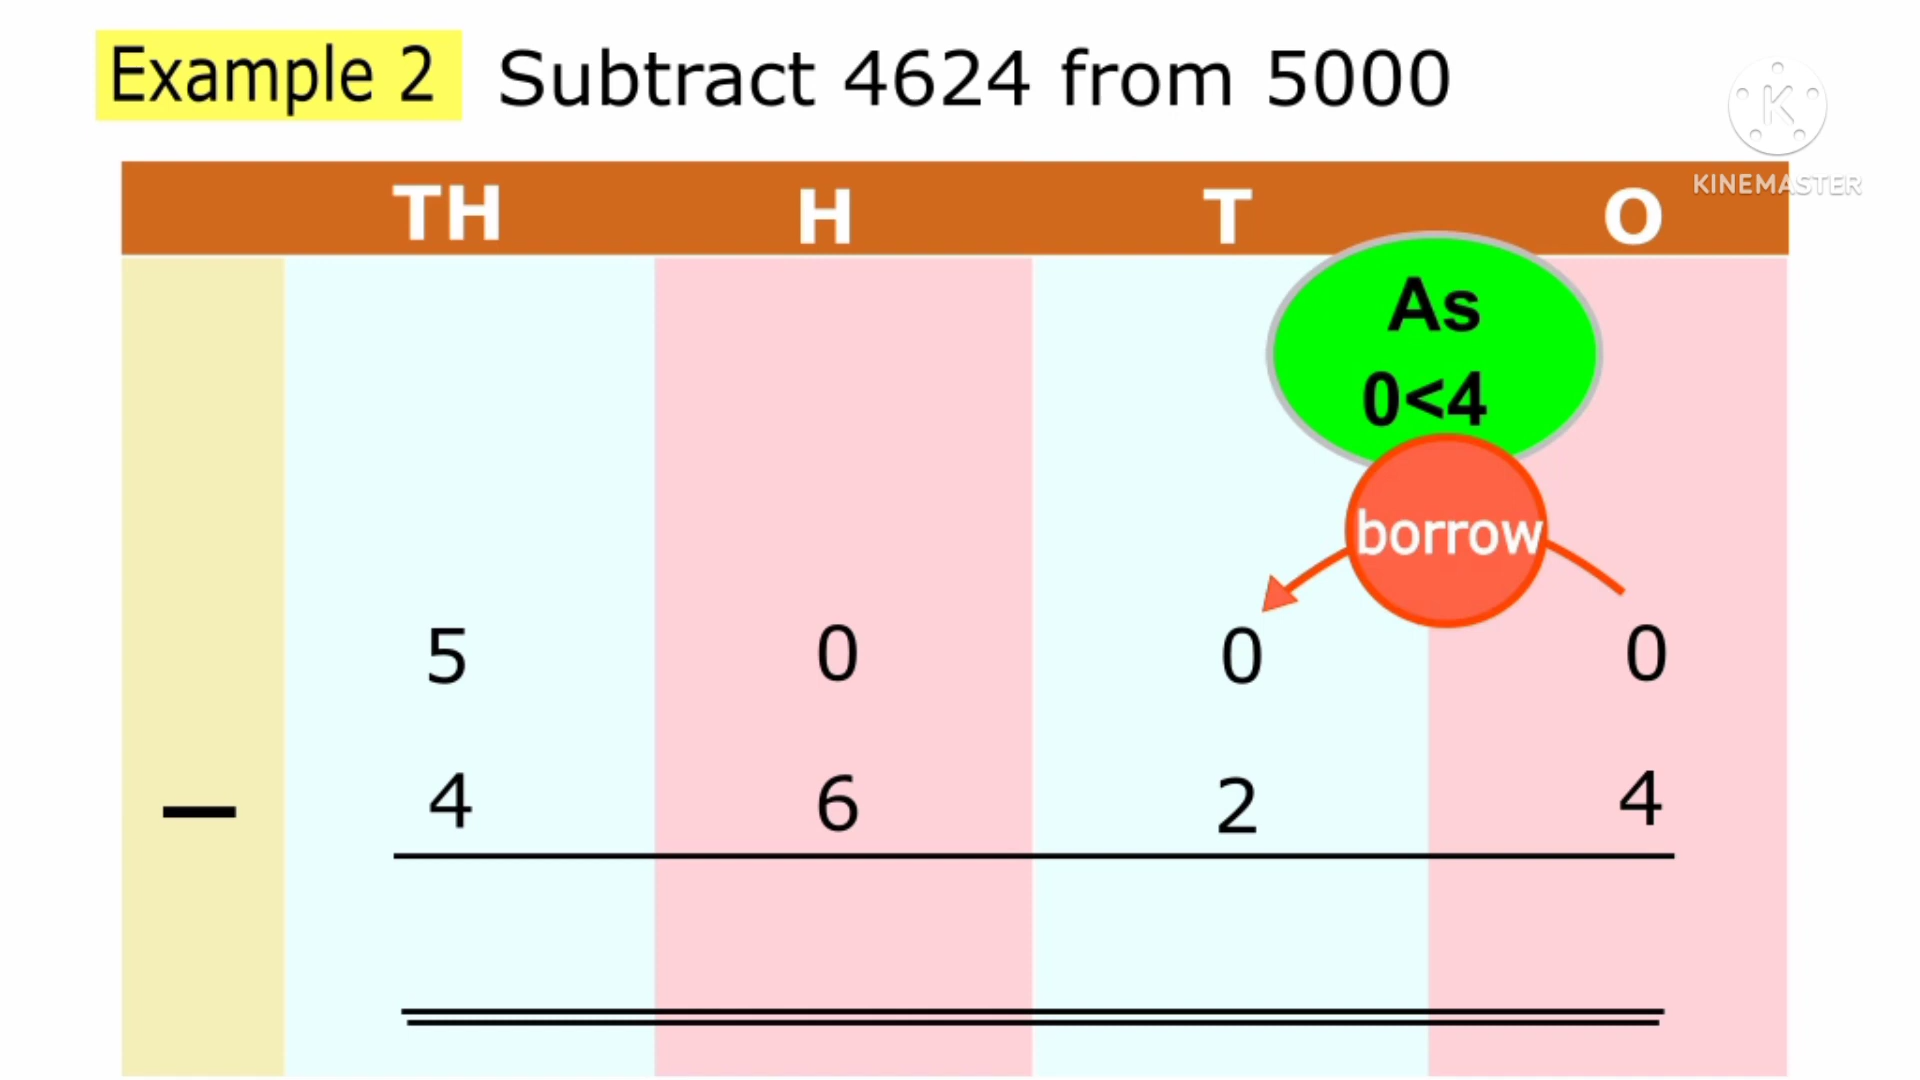 Example 2 Subtract 4624 from 5000
K
KINEMASTER
TH H T O
As
0<4
borrow
5 0 0 0
– 4 6 2 4